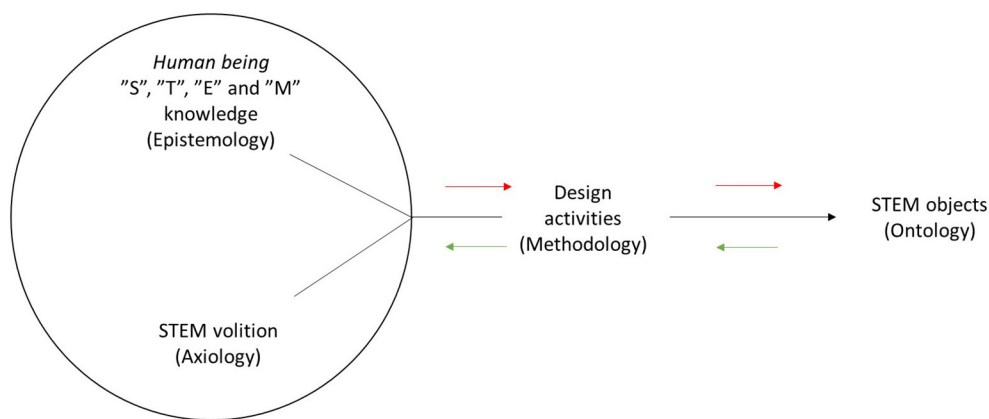 Human being
”S”, ”T”, ”E” and ”M”
knowledge
(Epistemology)
STEM volition
(Axiology)
Design
activities
(Methodology)
STEM objects
(Ontology)